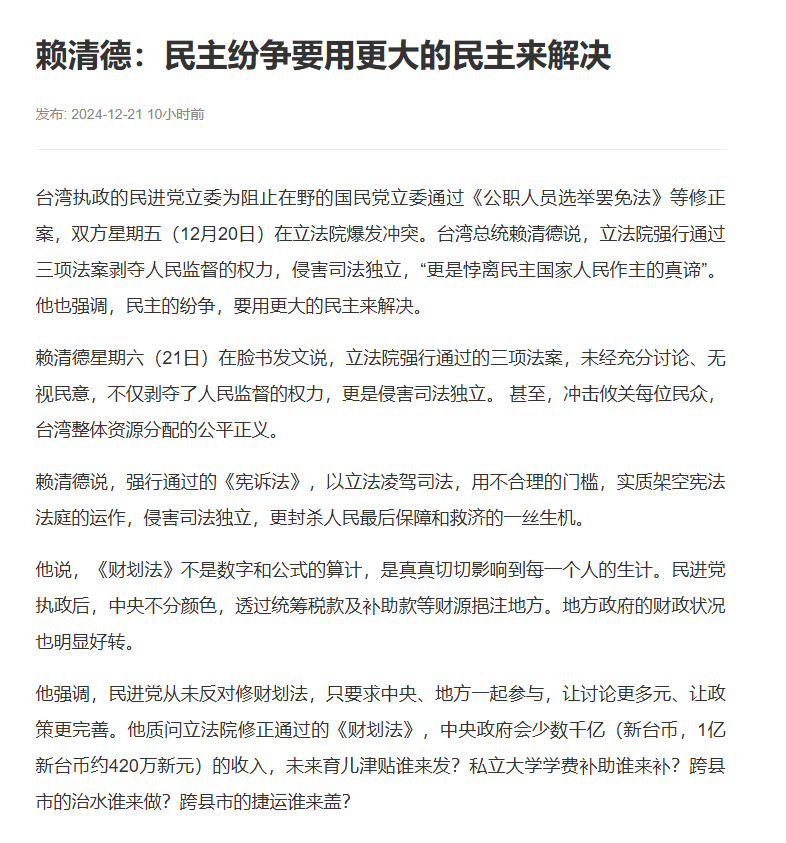 赖清德：民主纷争要用更大的民主来解决
发布: 2024-12-21 10小时前
台湾执政的民进党立委为阻止在野的国民党立委通过《公职人员选举罢免法》等修正
案，双方星期五（12月20日）在立法院爆发冲突。台湾总统赖清德说，立法院强行通过
三项法案剥夺人民监督的权力，侵害司法独立，“更是悖离民主国家人民作主的真谛”。
他也强调，民主的纷争，要用更大的民主来解决。
赖清德星期六（21日）在脸书发文说，立法院强行通过的三项法案，未经充分讨论、无
视民意，不仅剥夺了人民监督的权力，更是侵害司法独立。 甚至，冲击攸关每位民众，
台湾整体资源分配的公平正义。
赖清德说，强行通过的《宪诉法》，以立法凌驾司法，用不合理的门槛，实质架空宪法
法庭的运作，侵害司法独立，更封杀人民最后保障和救济的一丝生机。
他说，《财划法》不是数字和公式的算计，是真真切切影响到每一个人的生计。民进党
执政后，中央不分颜色，透过统筹税款及补助款等财源挹注地方。地方政府的财政状况
也明显好转。
他强调，民进党从未反对修财划法，只要求中央、地方一起参与，让讨论更多元、让政
策更完善。他质问立法院修正通过的《财划法》，中央政府会少数千亿（新台币，1亿
新台币约420万新元）的收入，未来育儿津贴谁来发？私立大学学费补助谁来补？跨县
市的治水谁来做？跨县市的捷运谁来盖？